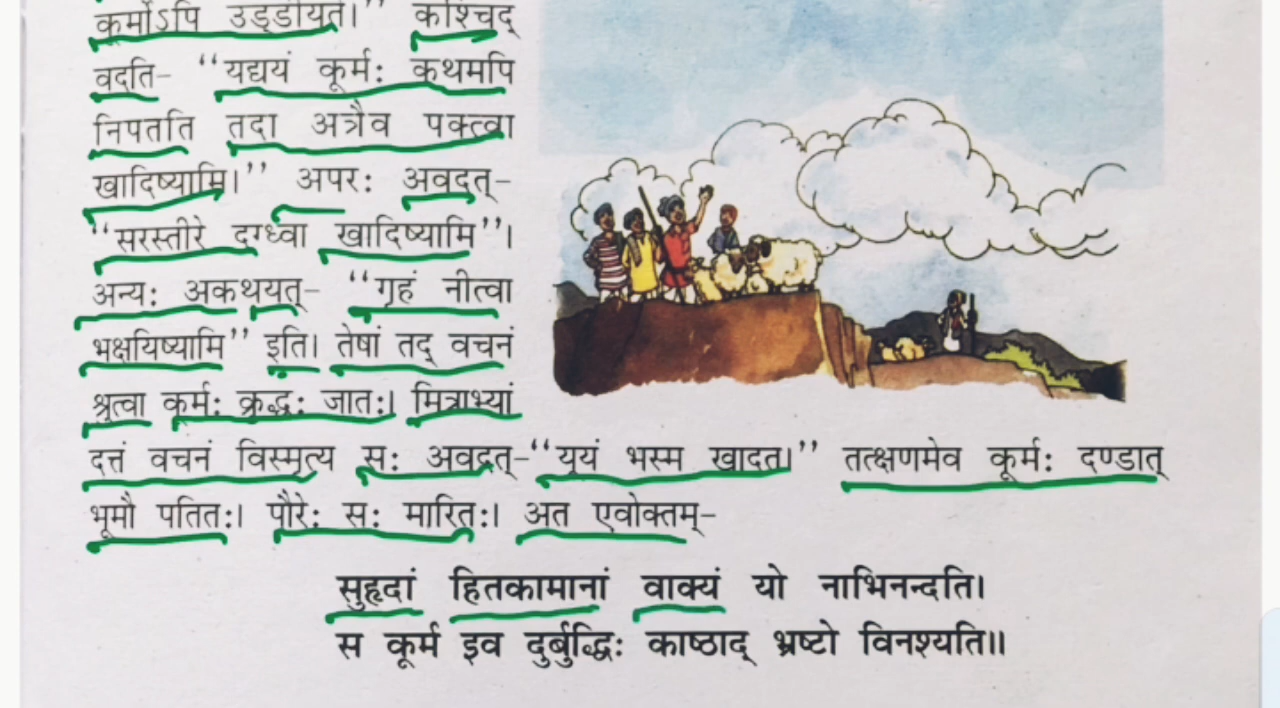 कूर्मोऽपि उड्डीयते।” कश्चिद्
वदति- “यद्ययं कूर्मः कथमपि
निपतति तदा अत्रैव पक्त्वा
खादिष्यामि।” अपरः अवदत्-
“सरस्तीरे दग्ध्वा खादिष्यामि”।
अन्यः अकथयत्- “गृहं नीत्वा
भक्षयिष्यामि” इति। तेषां तद् वचनं
श्रुत्वा कूर्मः क्रुद्धः जातः। मित्राभ्यां
दत्तं वचनं विस्मृत्य सः अवदत्-“यूयं भस्म खादत।” तत्क्षणमेव कूर्मः दण्डात्
भूमौ पतितः। पौरैः सः मारितः। अत एवोक्तम्-
सुहृदां हितकामानां वाक्यं यो नाभिनन्दति।
स कूर्म इव दुर्बुद्धिः काष्ठाद् भ्रष्टो विनश्यति॥